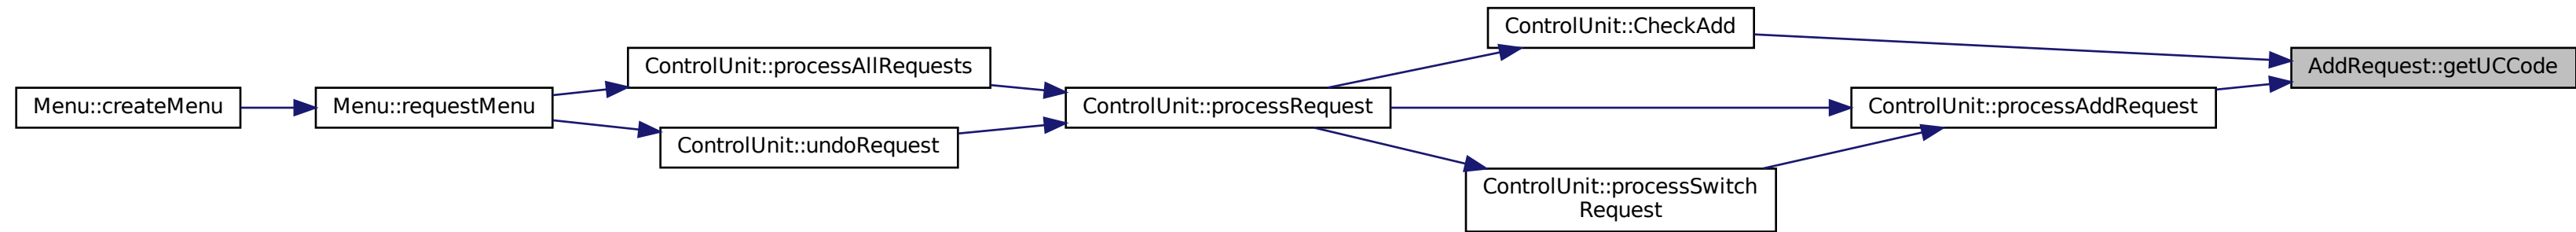 Menu::createMenu
Menu::requestMenu
ControlUnit::processAllRequests
ControlUnit::undoRequest
ControlUnit::processRequest
ControlUnit::CheckAdd
ControlUnit::processAddRequest
ControlUnit::processSwitch
Request
AddRequest::getUCCode